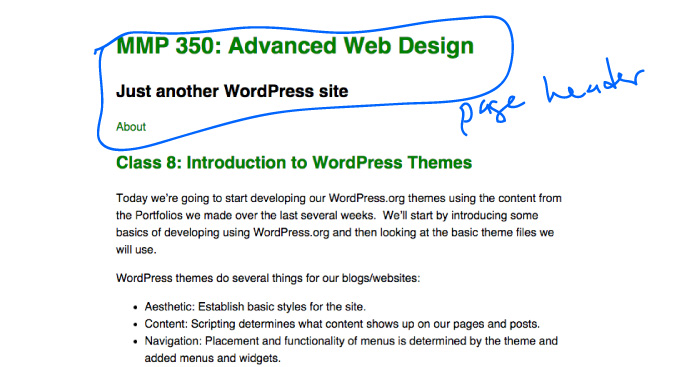 MMP 350: Advanced Web Design
Just another WordPress site
page header
About
Class 8: Introduction to WordPress Themes
Today we're going to start developing our WordPress.org themes using the content from
the Portfolios we made over the last several weeks.  We'll start by introducing some
basics of developing using WordPress.org and then looking at the basic theme files we
will use.
WordPress themes do several things for our blogs/websites:
• Aesthetic: Establish basic styles for the site.
• Content: Scripting determines what content shows up on our pages and posts.
• Navigation: Placement and functionality of menus is determined by the theme and
added menus and widgets.